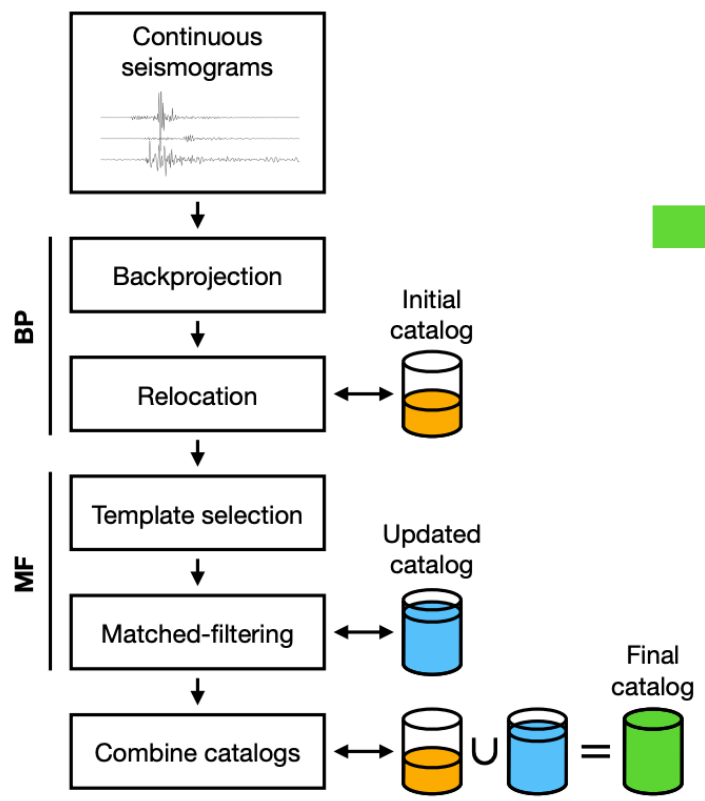 Continuous
seismograms
Backprojection
BP
Initial
catalog
Relocation
Template selection
MF
Updated
catalog
Matched-filtering
Final
catalog
Combine catalogs
∪ =